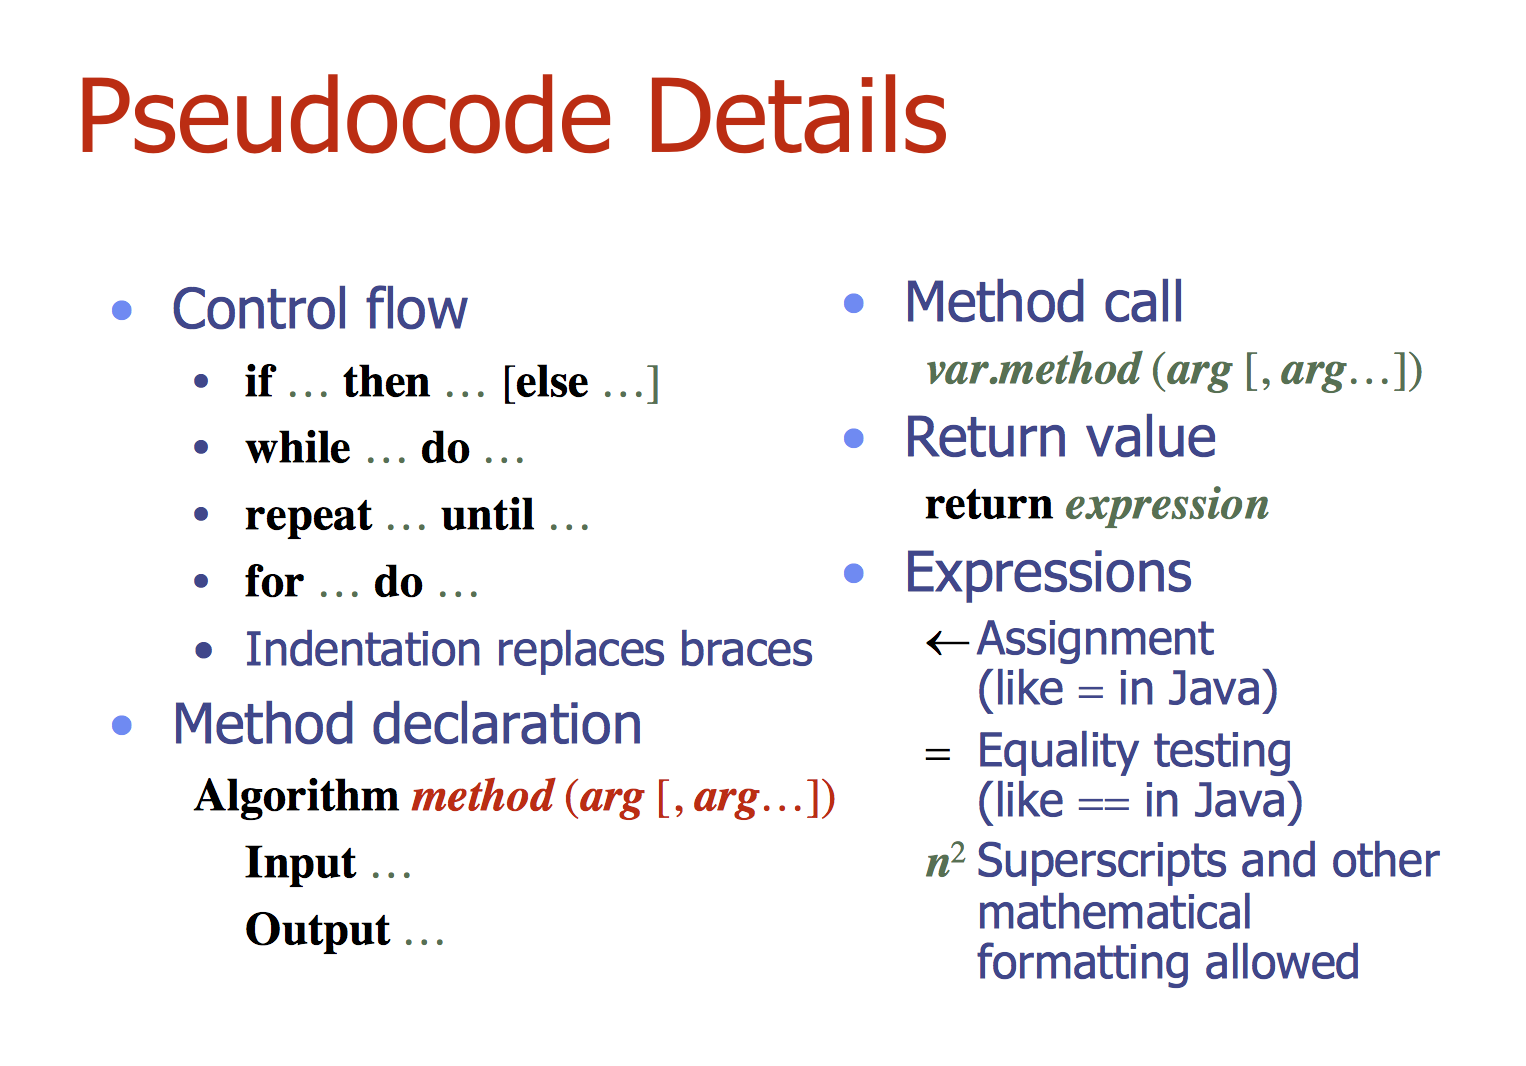 Pseudocode Details
• Control flow
• if … then … [else …]
• while … do …
• repeat … until …
• for … do …
• Indentation replaces braces
• Method declaration
Algorithm method (arg [, arg…])
Input …
Output …
• Method call
var.method (arg [, arg…])
• Return value
return expression
• Expressions
← Assignment
(like = in Java)
= Equality testing
(like == in Java)
n² Superscripts and other
mathematical
formatting allowed